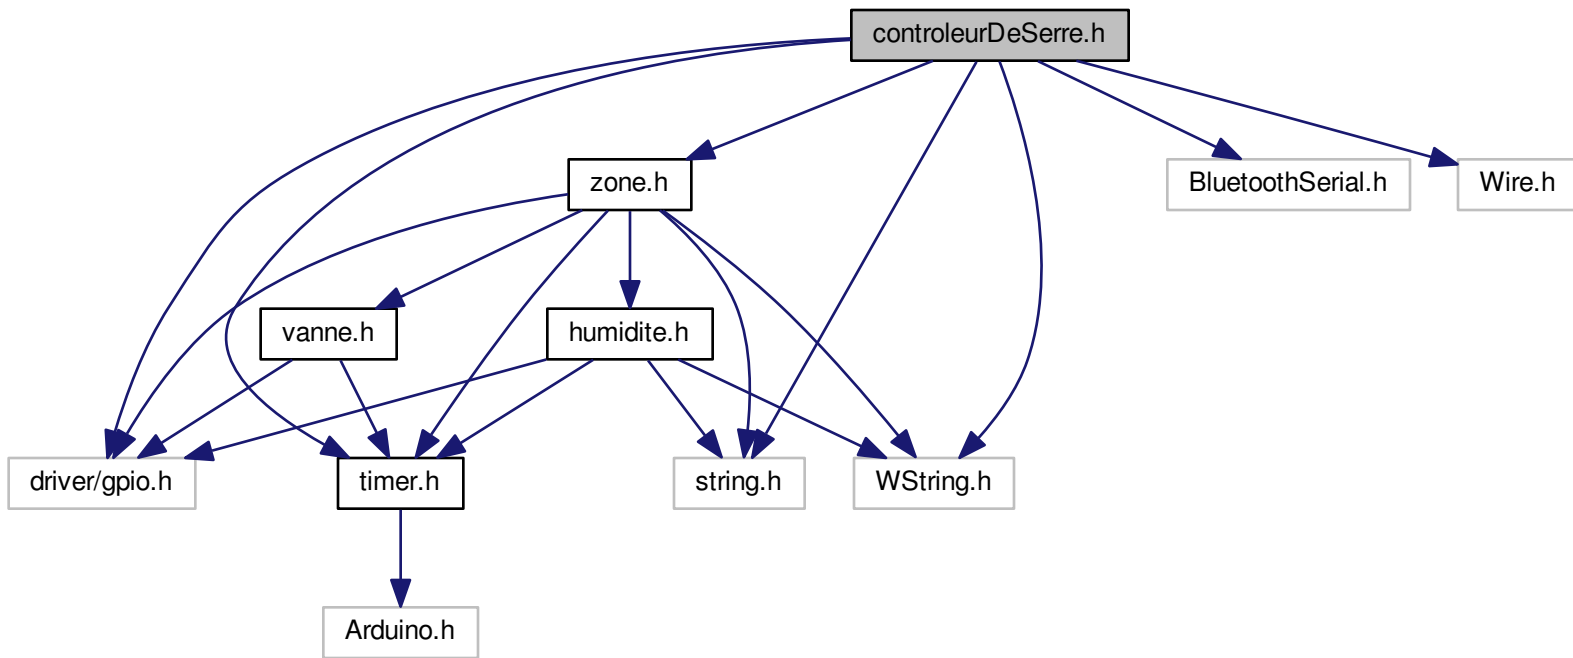 controleurDeSerre.h
zone.h
BluetoothSerial.h
Wire.h
vanne.h
humidite.h
driver/gpio.h
timer.h
string.h
WString.h
Arduino.h